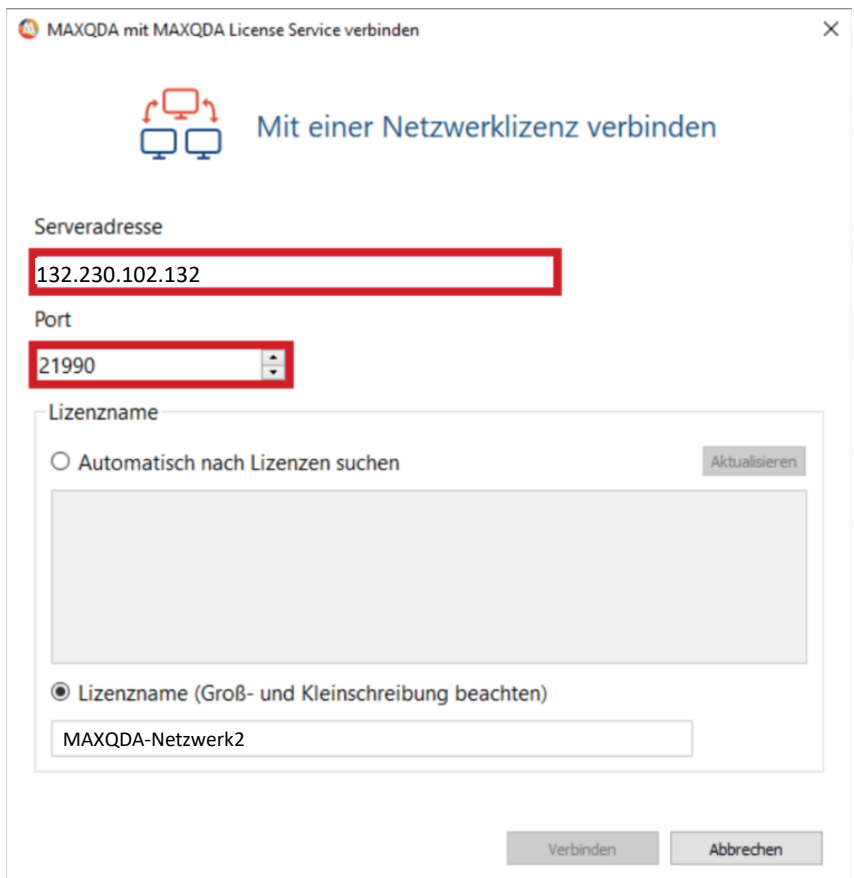 MAXQDA mit MAXQDA License Service verbinden
Mit einer Netzwerklizenz verbinden
Serveradresse
132.230.102.132
Port
21990
Lizenzname
Automatisch nach Lizenzen suchen
Aktualisieren
Lizenzname (Groß- und Kleinschreibung beachten)
MAXQDA-Netzwerk2
Verbinden
Abbrechen